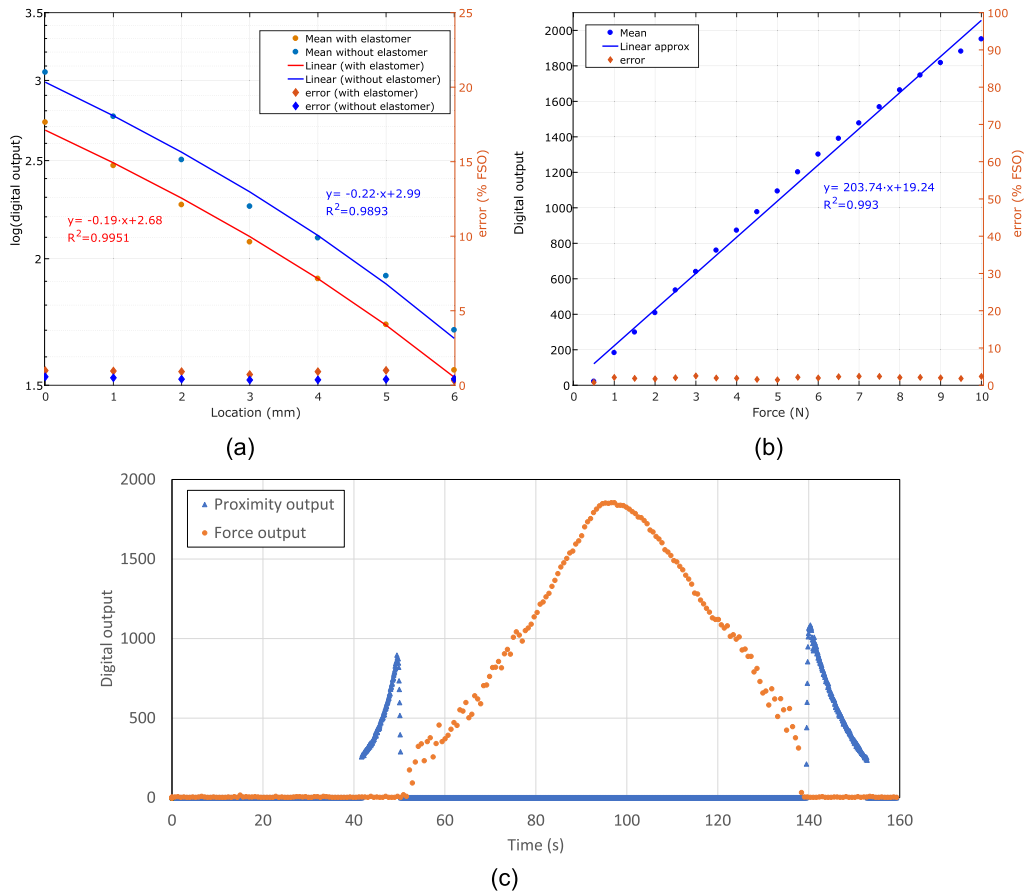 3.5
3
2.5
2
1.5
log(digital output)
0 1 2 3 4 5 6
Location (mm)
25
20
15
10
5
0
error (% FSO)
Mean with elastomer
Mean without elastomer
Linear (with elastomer)
Linear (without elastomer)
error (with elastomer)
error (without elastomer)
y= -0.22·x+2.99
R²=0.9893
y= -0.19·x+2.68
R²=0.9951
(a)
2000
1800
1600
1400
1200
1000
800
600
400
200
0
Digital output
0 1 2 3 4 5 6 7 8 9 10
Force (N)
100
90
80
70
60
50
40
30
20
10
0
error (% FSO)
Mean
Linear approx
error
y= 203.74·x+19.24
R²=0.993
(b)
2000
1500
1000
500
0
Digital output
Proximity output
Force output
0 20 40 60 80 100 120 140 160
Time (s)
(c)